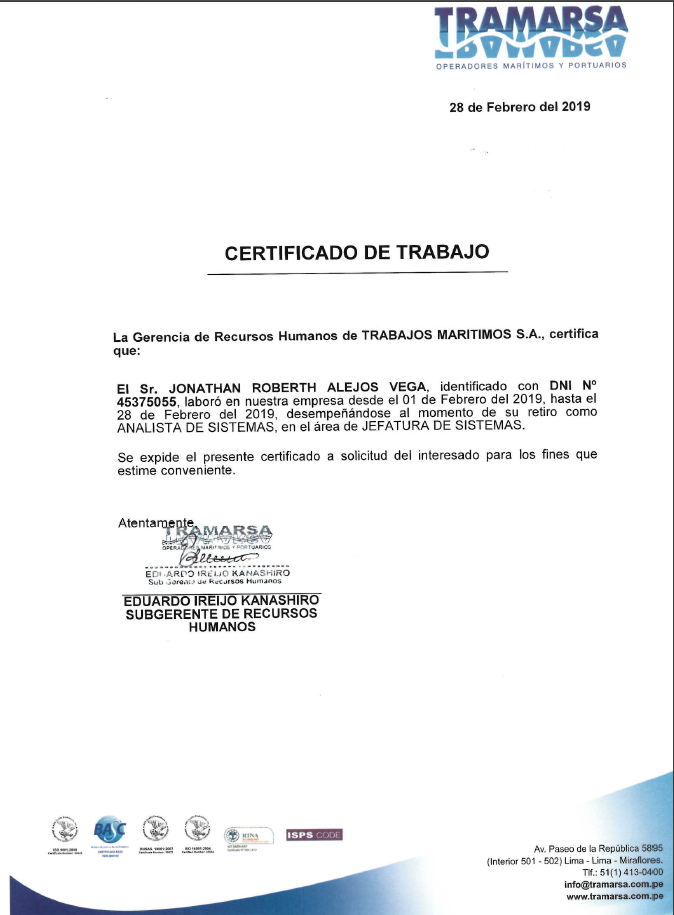 TRAMARSA
OPERADORES MARÍTIMOS Y PORTUARIOS
28 de Febrero del 2019
CERTIFICADO DE TRABAJO
La Gerencia de Recursos Humanos de TRABAJOS MARITIMOS S.A., certifica
que:
El Sr. JONATHAN ROBERTH ALEJOS VEGA, identificado con DNI Nº
45375055, laboró en nuestra empresa desde el 01 de Febrero del 2019, hasta el
28 de Febrero del 2019, desempeñándose al momento de su retiro como
ANALISTA DE SISTEMAS, en el área de JEFATURA DE SISTEMAS.
Se expide el presente certificado a solicitud del interesado para los fines que
estime conveniente.
Atentamente
TRAMARSA
OPERADORES MARITIMOS Y PORTUARIOS
EDUARDO IREIJO KANASHIRO
Sub Gerente de Recursos Humanos
EDUARDO IREIJO KANASHIRO
SUBGERENTE DE RECURSOS
HUMANOS
BASC
RINA
ISPS CODE
Av. Paseo de la República 5895
(Interior 501 - 502) Lima - Lima - Miraflores.
Tlf.: 51(1) 413-0400
info@tramarsa.com.pe
www.tramarsa.com.pe